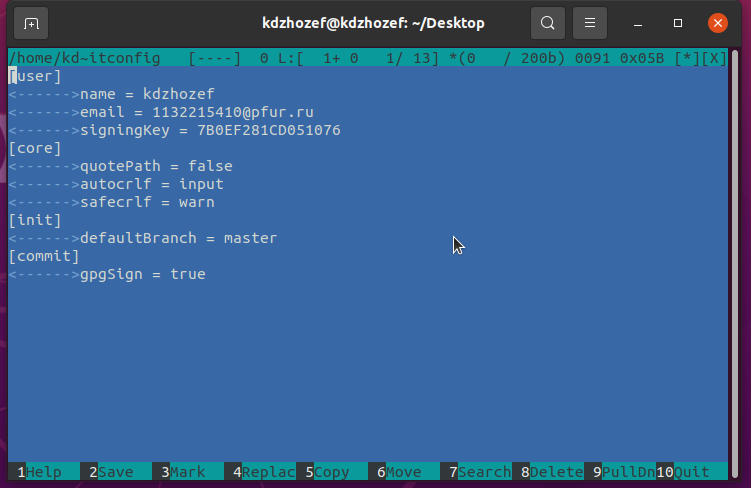 kdzhozef@kdzhozef: ~/Desktop
/home/kd~itconfig [----] 0 L:[ 1+ 0 1/ 13] *(0 / 200b) 0091 0x05B [*][X]
[user]
<------>name = kdzhozef
<------>email = 1132215410@pfur.ru
<------>signingKey = 7B0EF281CD051076
[core]
<------>quotePath = false
<------>autocrlf = input
<------>safecrlf = warn
[init]
<------>defaultBranch = master
[commit]
<------>gpgSign = true
1Help 2Save 3Mark 4Replac 5Copy 6Move 7Search 8Delete 9PullDn 10Quit